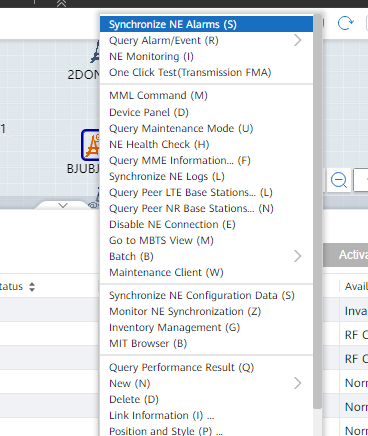 Synchronize NE Alarms (S)
Query Alarm/Event (R)
NE Monitoring (I)
One Click Test(Transmission FMA)
MML Command (M)
Device Panel (D)
Query Maintenance Mode (U)
NE Health Check (H)
Query MME Information... (F)
Synchronize NE Logs (L)
Query Peer LTE Base Stations... (L)
Query Peer NR Base Stations... (N)
Disable NE Connection (E)
Go to MBTS View (M)
Batch (B)
Maintenance Client (W)
Synchronize NE Configuration Data (S)
Monitor NE Synchronization (Z)
Inventory Management (G)
MIT Browser (B)
Query Performance Result (Q)
New (N)
Delete (D)
Link Information (I) ...
Position and Style (P) ...
2DON
1
BJUBJ
Activa
tatus
Avail
Inva
RF C
RF C
Norr
Norr
Norr